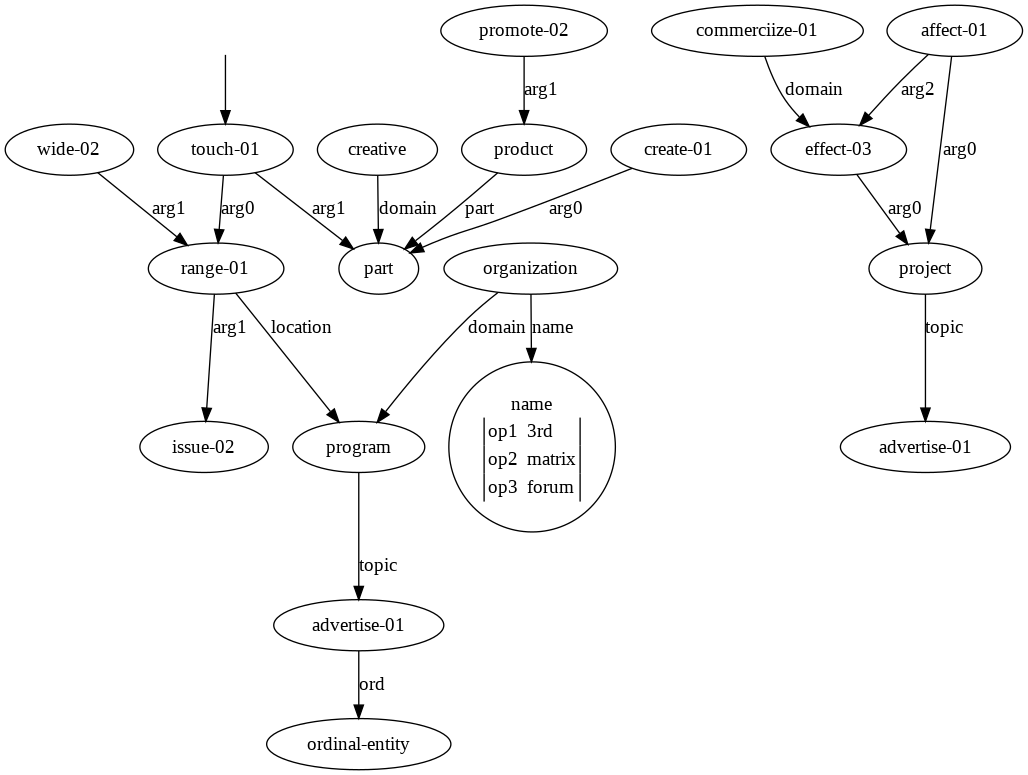 promote-02
commerciize-01
affect-01
arg1
domain
arg2
wide-02
touch-01
creative
product
create-01
effect-03
arg0
arg1
arg0
arg1
domain
part
arg0
arg0
range-01
part
organization
project
arg1
location
domain
name
topic
name
op1 3rd
op2 matrix
op3 forum
issue-02
program
advertise-01
topic
advertise-01
ord
ordinal-entity